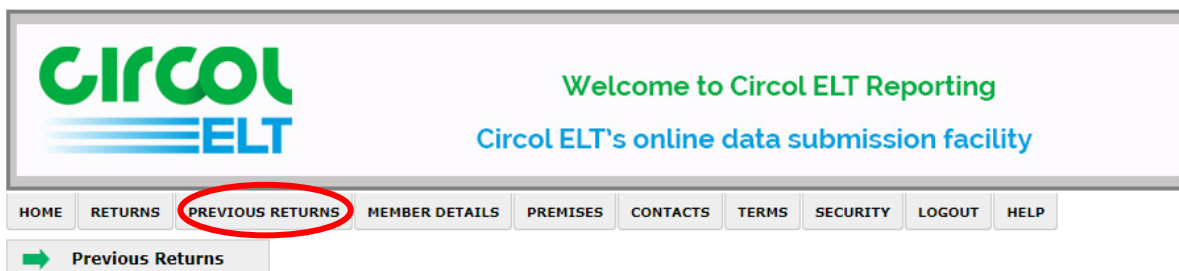 circol
ELT
Welcome to Circol ELT Reporting
Circol ELT's online data submission facility
HOME RETURNS PREVIOUS RETURNS MEMBER DETAILS PREMISES CONTACTS TERMS SECURITY LOGOUT HELP
Previous Returns